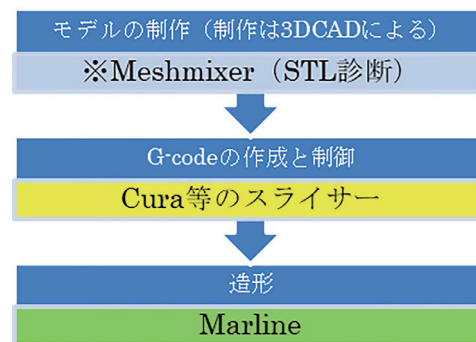 モデルの制作（制作は3DCADによる）
※Meshmixer（STL診断）
G-codeの作成と制御
Cura等のスライサー
造形
Marline